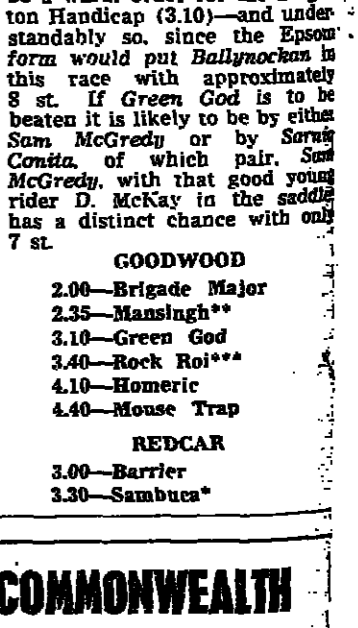 ton Handicap (3.10)—and under-
standably so, since the Epsom
form would put Ballynockan in
this race with approximately
8 st. If Green God is to be
beaten it is likely to be by either
Sam McGredy or by Sarnia
Conita, of which pair, Sam
McGredy, with that good young
rider D. McKay in the saddle
has a distinct chance with only
7 st.
GOODWOOD
2.00—Brigade Major
2.35—Mansingh**
3.10—Green God
3.40—Rock Roi***
4.10—Homeric
4.40—Mouse Trap
REDCAR
3.00—Barrier
3.30—Sambuca*
COMMONWEALTH